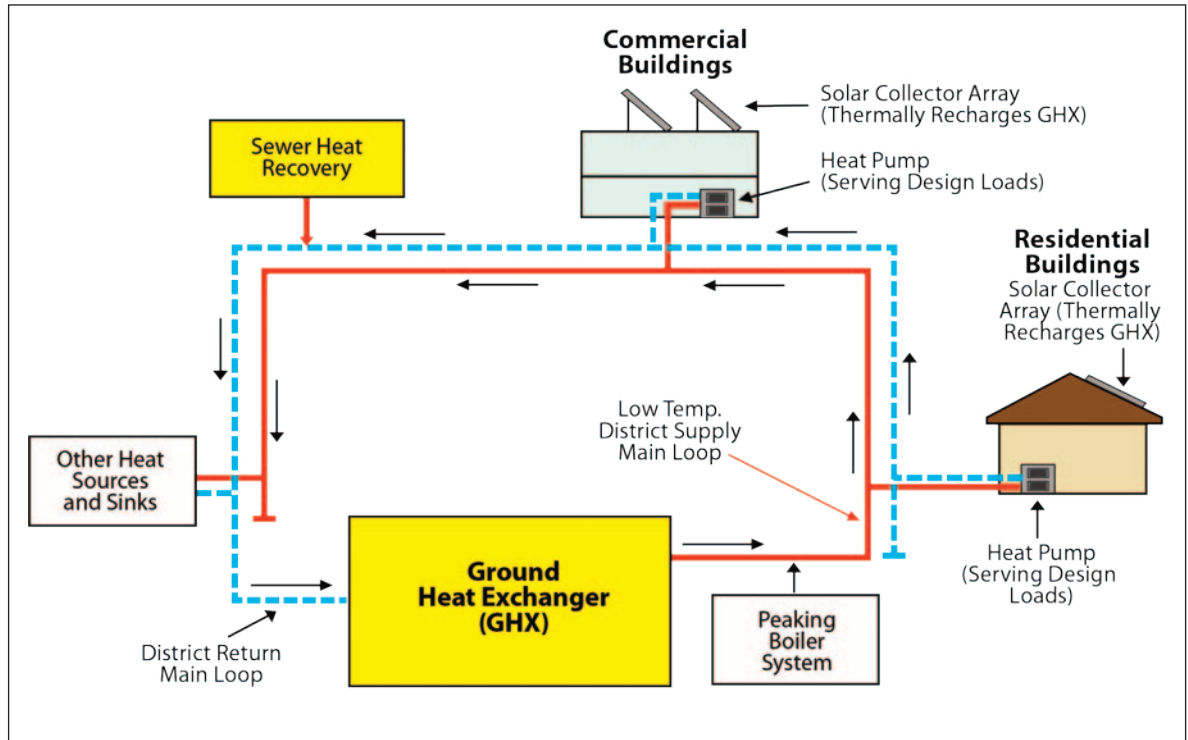 Commercial
Buildings
Solar Collector Array
(Thermally Recharges GHX)
Heat Pump
(Serving Design Loads)
Sewer Heat
Recovery
Residential
Buildings
Solar Collector
Array (Thermally
Recharges GHX)
Low Temp.
District Supply
Main Loop
Other Heat
Sources
and Sinks
Ground
Heat Exchanger
(GHX)
Heat Pump
(Serving Design
Loads)
Peaking
Boiler
System
District Return
Main Loop